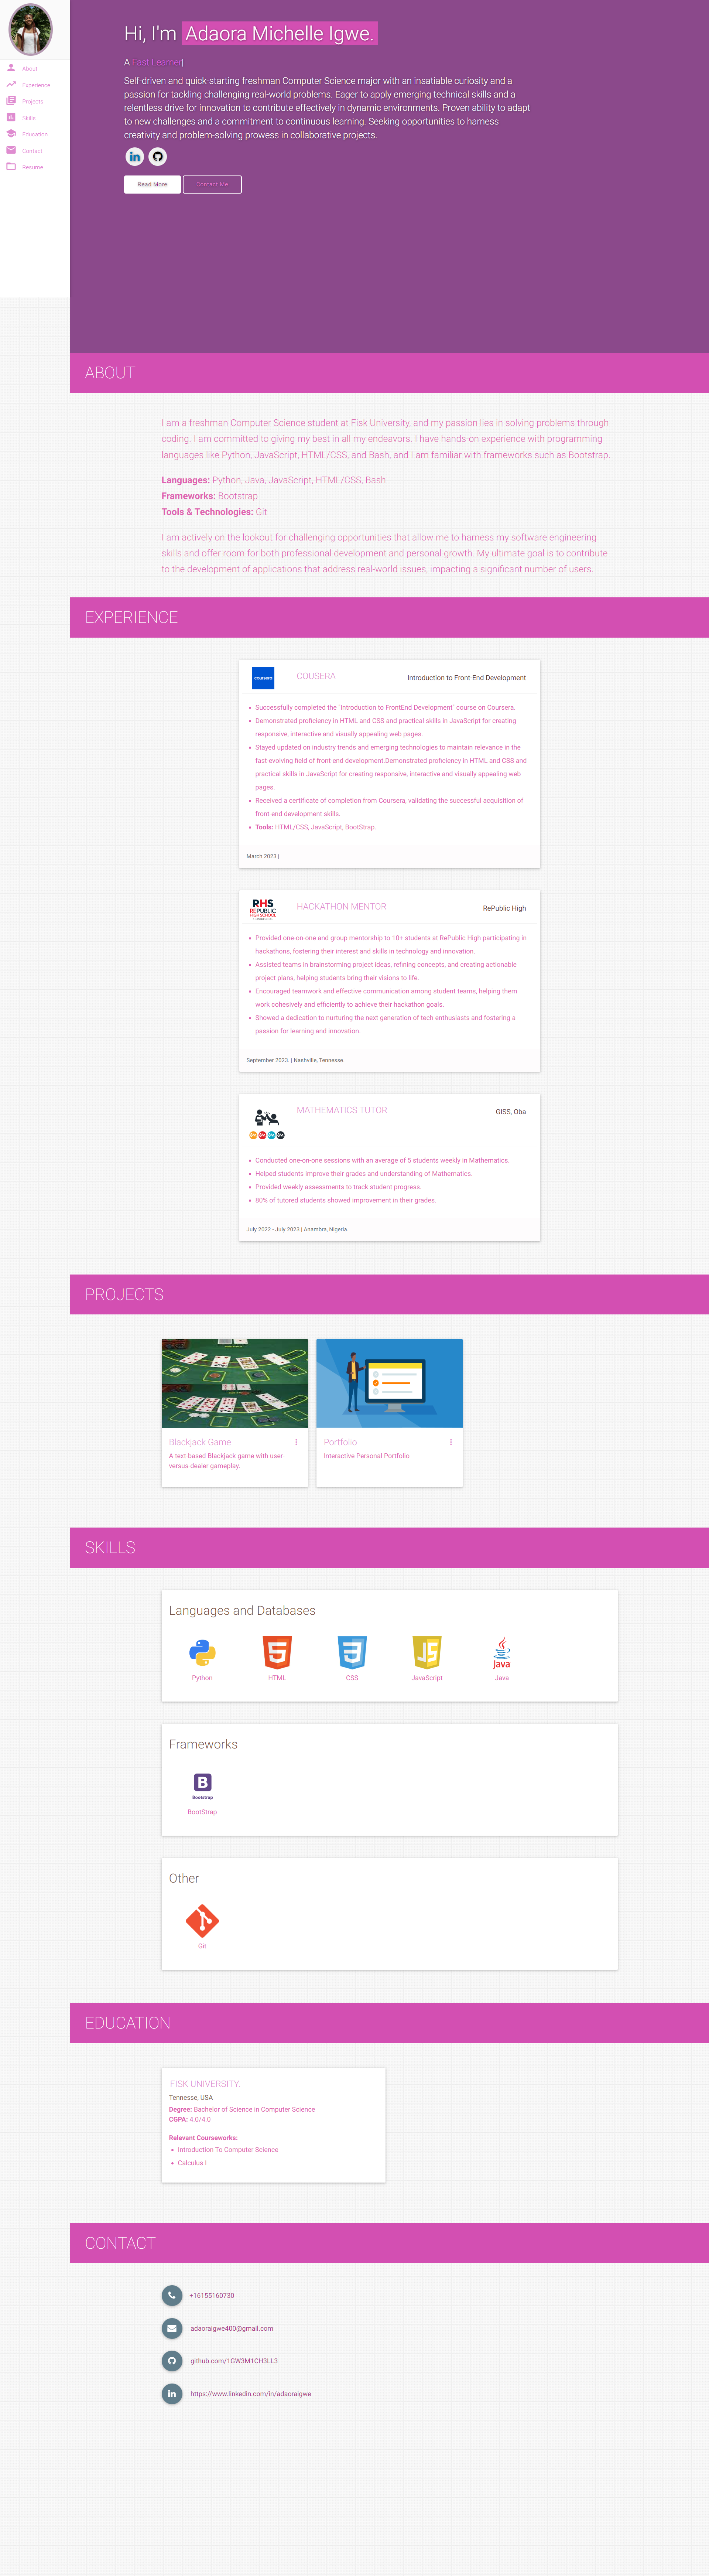 About
Experience
Projects
Skills
Education
Contact
Resume
Hi, I'm Adaora Michelle Igwe.
A Fast Learner|
Self-driven and quick-starting freshman Computer Science major with an insatiable curiosity and a
passion for tackling challenging real-world problems. Eager to apply emerging technical skills and a
relentless drive for innovation to contribute effectively in dynamic environments. Proven ability to adapt
to new challenges and a commitment to continuous learning. Seeking opportunities to harness
creativity and problem-solving prowess in collaborative projects.
in
Read More Contact Me
ABOUT
I am a freshman Computer Science student at Fisk University, and my passion lies in solving problems through
coding. I am committed to giving my best in all my endeavors. I have hands-on experience with programming
languages like Python, JavaScript, HTML/CSS, and Bash, and I am familiar with frameworks such as Bootstrap.
Languages: Python, Java, JavaScript, HTML/CSS, Bash
Frameworks: Bootstrap
Tools & Technologies: Git
I am actively on the lookout for challenging opportunities that allow me to harness my software engineering
skills and offer room for both professional development and personal growth. My ultimate goal is to contribute
to the development of applications that address real-world issues, impacting a significant number of users.
EXPERIENCE
coursera COUSERA Introduction to Front-End Development
Successfully completed the "Introduction to FrontEnd Development" course on Coursera.
Demonstrated proficiency in HTML and CSS and practical skills in JavaScript for creating
responsive, interactive and visually appealing web pages.
Stayed updated on industry trends and emerging technologies to maintain relevance in the
fast-evolving field of front-end development.Demonstrated proficiency in HTML and CSS and
practical skills in JavaScript for creating responsive, interactive and visually appealing web
pages.
Received a certificate of completion from Coursera, validating the successful acquisition of
front-end development skills.
Tools: HTML/CSS, JavaScript, BootStrap.
March 2023 |
RHS
REPUBLIC
HIGH SCHOOL
HACKATHON MENTOR RePublic High
Provided one-on-one and group mentorship to 10+ students at RePublic High participating in
hackathons, fostering their interest and skills in technology and innovation.
Assisted teams in brainstorming project ideas, refining concepts, and creating actionable
project plans, helping students bring their visions to life.
Encouraged teamwork and effective communication among student teams, helping them
work cohesively and efficiently to achieve their hackathon goals.
Showed a dedication to nurturing the next generation of tech enthusiasts and fostering a
passion for learning and innovation.
September 2023. | Nashville, Tennesse.
MATHEMATICS TUTOR GISS, Oba
Conducted one-on-one sessions with an average of 5 students weekly in Mathematics.
Helped students improve their grades and understanding of Mathematics.
Provided weekly assessments to track student progress.
80% of tutored students showed improvement in their grades.
July 2022 - July 2023 | Anambra, Nigeria.
PROJECTS
Blackjack Game
A text-based Blackjack game with user-
versus-dealer gameplay.
Portfolio
Interactive Personal Portfolio
SKILLS
Languages and Databases
5 3 JS Java
Python HTML CSS JavaScript Java
Frameworks
B
Bootstrap
BootStrap
Other
Git
EDUCATION
FISK UNIVERSITY.
Tennesse, USA
Degree: Bachelor of Science in Computer Science
CGPA: 4.0/4.0
Relevant Courseworks:
Introduction To Computer Science
Calculus I
CONTACT
+16155160730
adaoraigwe400@gmail.com
github.com/1GW3M1CH3LL3
in https://www.linkedin.com/in/adaoraigwe